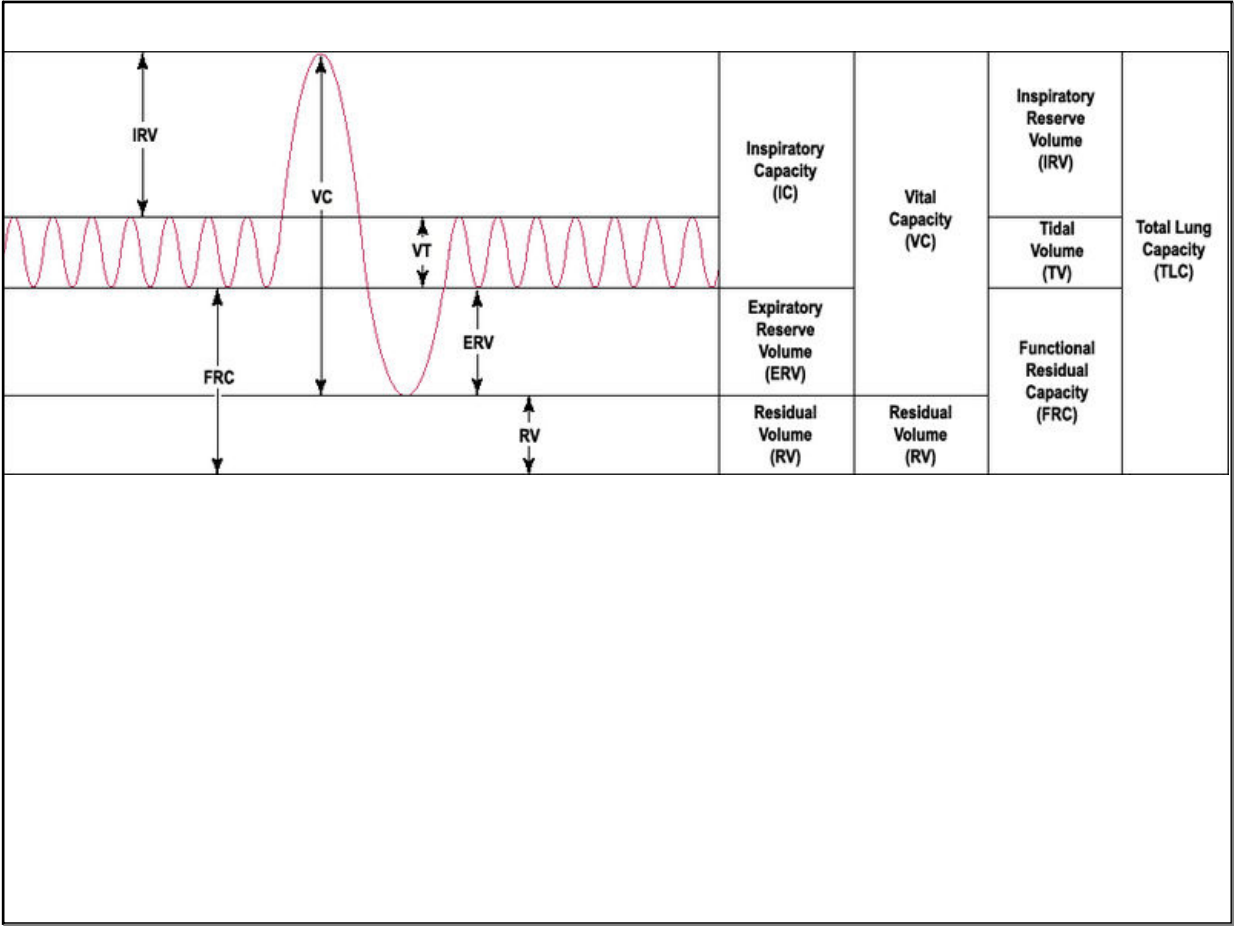 IRV
VC
VT
ERV
FRC
RV
Inspiratory
Capacity
(IC)
Expiratory
Reserve
Volume
(ERV)
Residual
Volume
(RV)
Vital
Capacity
(VC)
Residual
Volume
(RV)
Inspiratory
Reserve
Volume
(IRV)
Tidal
Volume
(TV)
Functional
Residual
Capacity
(FRC)
Total Lung
Capacity
(TLC)